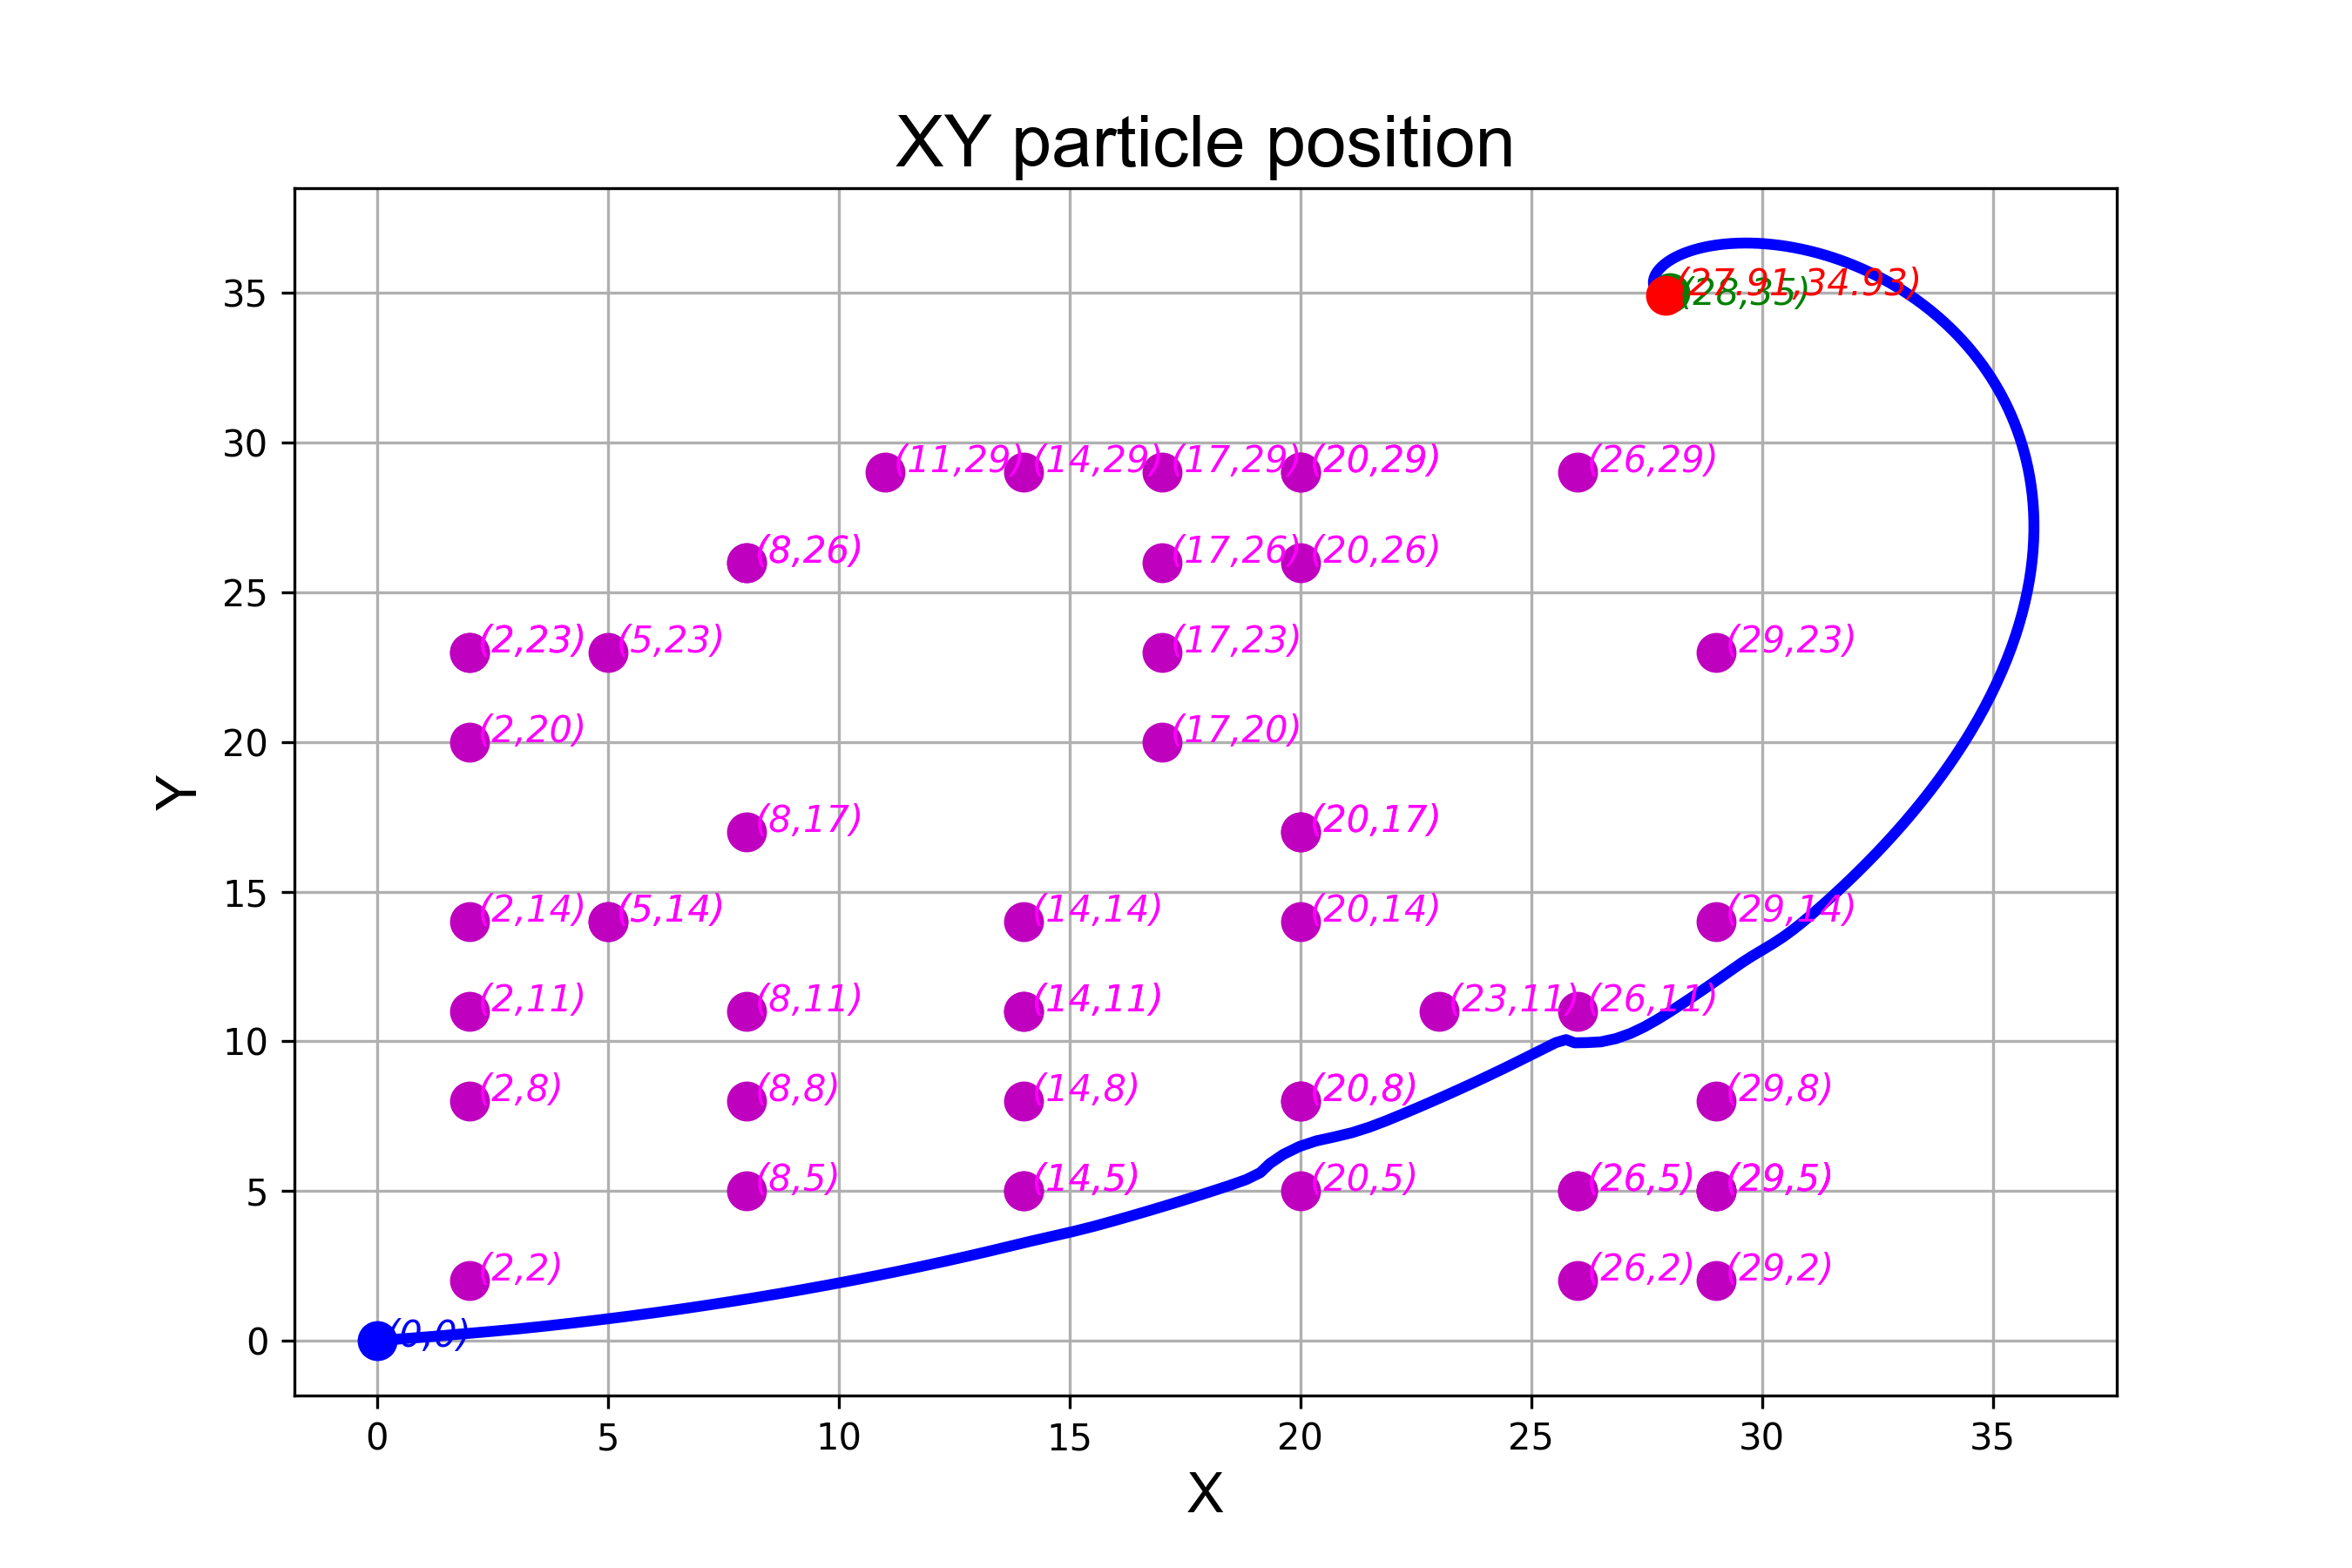 XY particle position
35
(27.91,34.93)
(28,35)
30
(11,29) (14,29) (17,29) (20,29) (26,29)
(8,26) (17,26) (20,26)
25
(2,23) (5,23) (17,23) (29,23)
20
(2,20) (17,20)
(8,17) (20,17)
15
(2,14) (5,14) (14,14) (20,14) (29,14)
(2,11) (8,11) (14,11) (23,11) (26,11)
10
(2,8) (8,8) (14,8) (20,8) (29,8)
5
(8,5) (14,5) (20,5) (26,5) (29,5)
(2,2) (26,2) (29,2)
0
(0,0)
0 5 10 15 20 25 30 35
X
Y